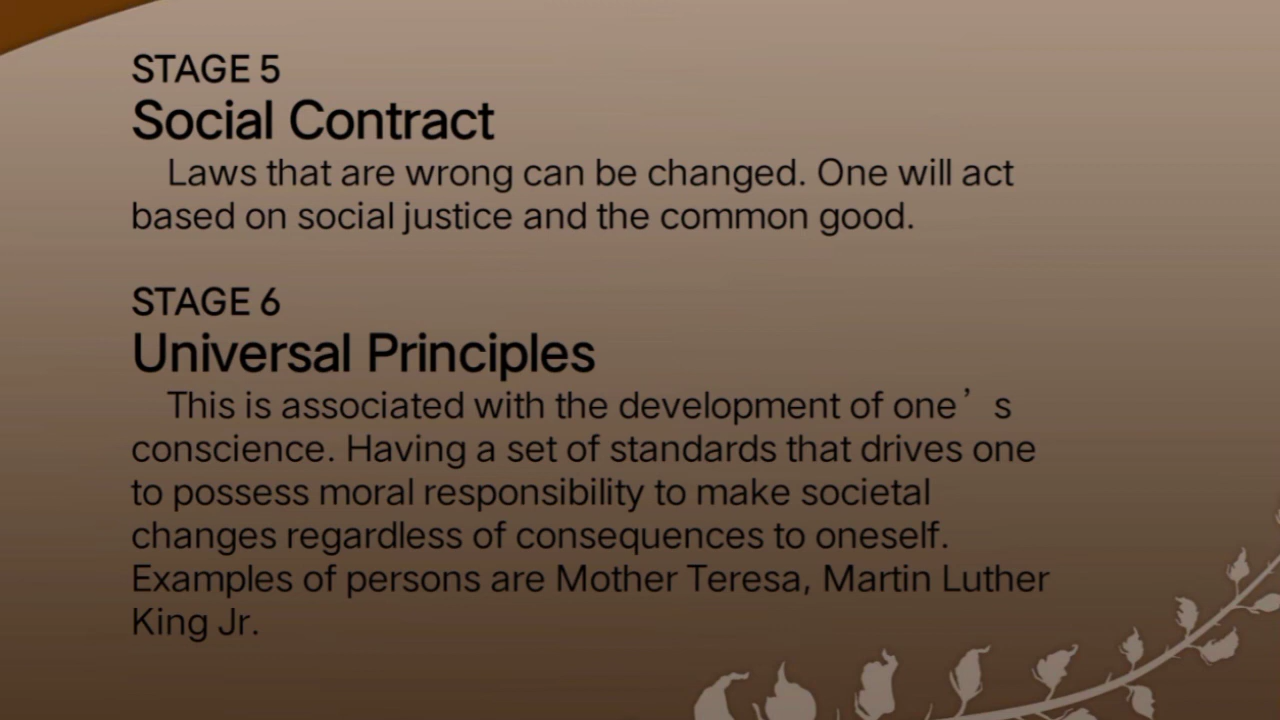 STAGE 5
Social Contract
Laws that are wrong can be changed. One will act
based on social justice and the common good.
STAGE 6
Universal Principles
This is associated with the development of one’ s
conscience. Having a set of standards that drives one
to possess moral responsibility to make societal
changes regardless of consequences to oneself.
Examples of persons are Mother Teresa, Martin Luther
King Jr.